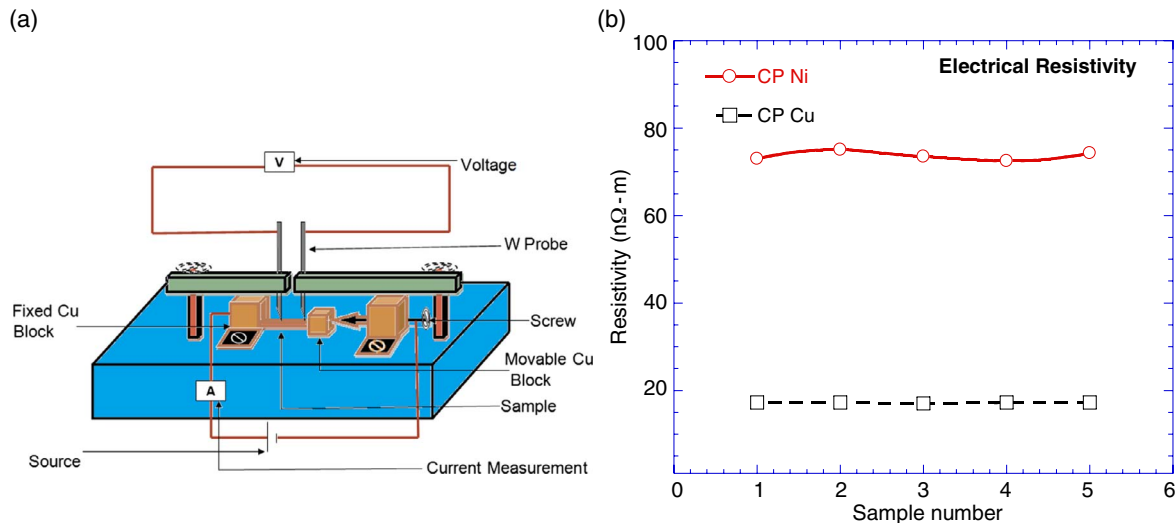 (a)
V
Voltage
W Probe
Fixed Cu
Block
Screw
Movable Cu
Block
A
Sample
Source
Current Measurement
(b)
100
80
60
40
20
Resistivity (nΩ-m)
Electrical Resistivity
CP Ni
CP Cu
0
1
2
3
4
5
6
Sample number